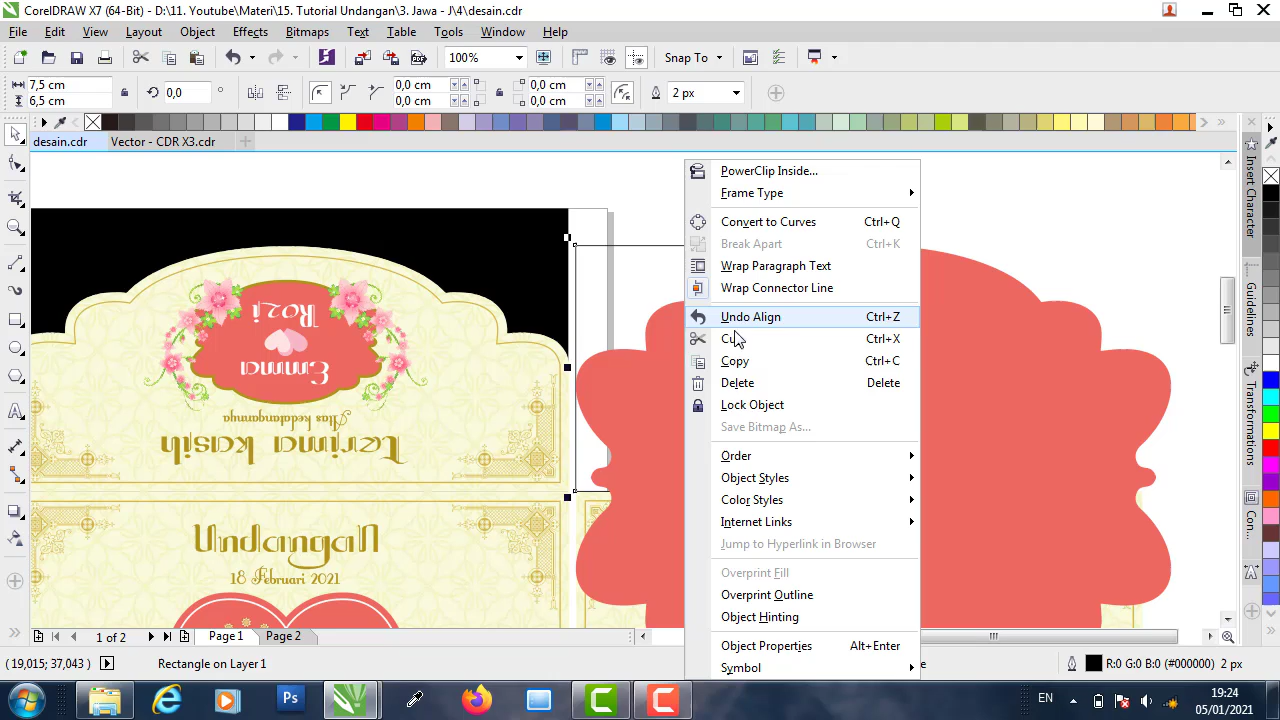 CorelDRAW X7 (64-Bit) - D:\11. Youtube\Materi\15. Tutorial Undangan\3. Jawa - J\4\desain.cdr
File Edit View Layout Object Effects Bitmaps Text Table Tools Window Help
100% Snap To
7,5 cm 0,0 ° 0,0 cm 0,0 cm 2 px
6,5 cm 0,0 cm 0,0 cm
desain.cdr Vector - CDR X3.cdr
PowerClip Inside...
Frame Type
Convert to Curves Ctrl+Q
Break Apart Ctrl+K
Wrap Paragraph Text
Wrap Connector Line
Undo Align Ctrl+Z
Cu Ctrl+X
Copy Ctrl+C
Delete Delete
Lock Object
Save Bitmap As...
Order
Object Styles
Color Styles
Internet Links
Jump to Hyperlink in Browser
Overprint Fill
Overprint Outline
Object Hinting
Object Properties Alt+Enter
Symbol
Rozi
Emma
Atas kedatangannya
terima kasih
Undangan
18 Februari 2021
Insert Character
Guidelines
Transformations
Con...
1 of 2 Page 1 Page 2
(19,015; 37,043) Rectangle on Layer 1 R:0 G:0 B:0 (#000000) 2 px
Ps C C EN 19:24
05/01/2021